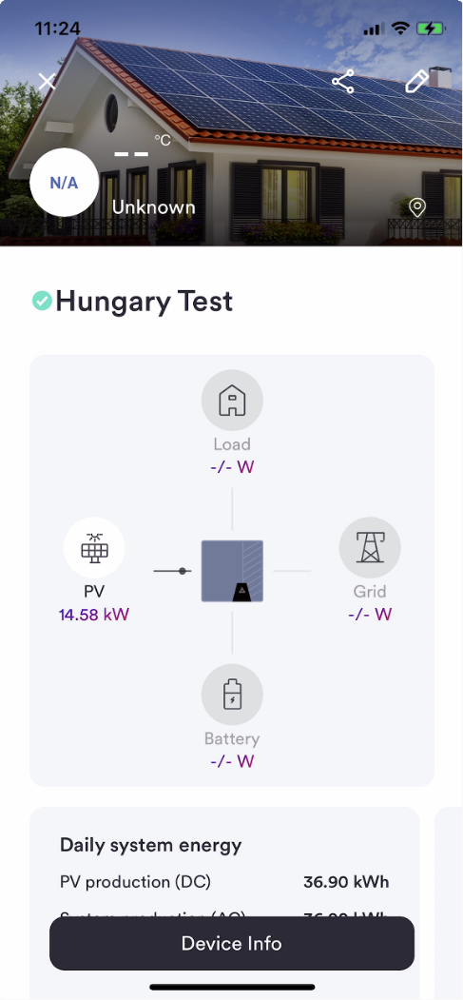 11:24
°C
N/A
Unknown
Hungary Test
Load
-/- W
PV
14.58 kW
Grid
-/- W
Battery
-/- W
Daily system energy
PV production (DC)
36.90 kWh
Device Info